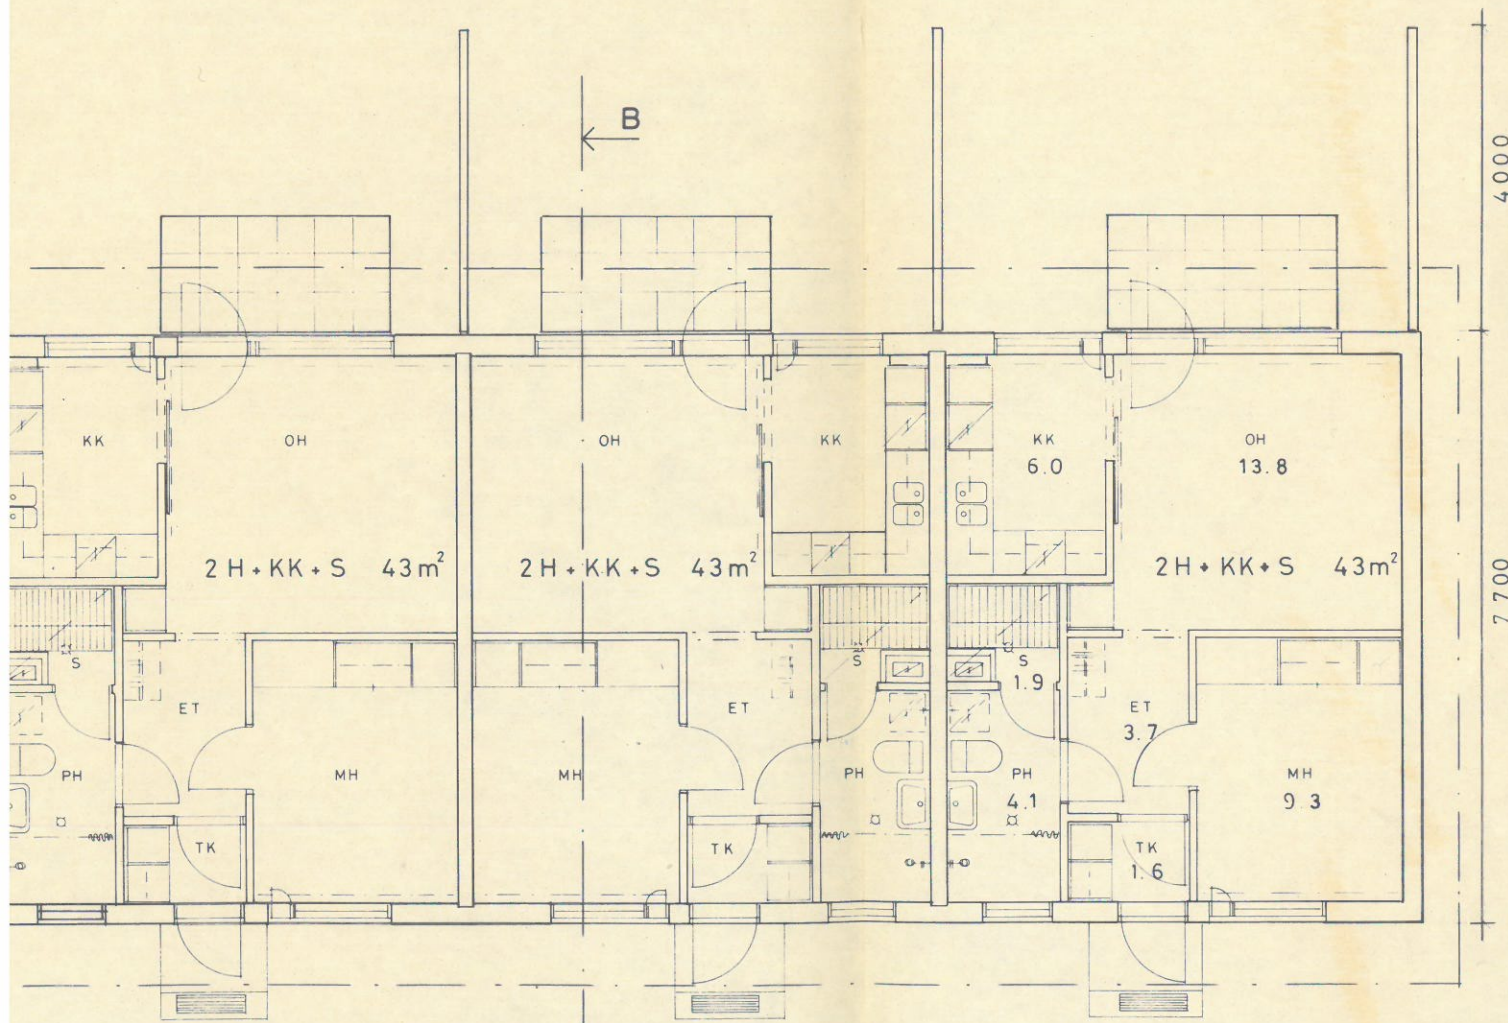 B
4000
KK OH OH KK KK OH
6.0 13.8
2H+KK+S 43m² 2H+KK+S 43m² 2H+KK+S 43m²
7.700
S S S
1.9
ET ET ET
3.7
PH MH MH PH PH MH
4.1 9.3
TK TK TK
1.6